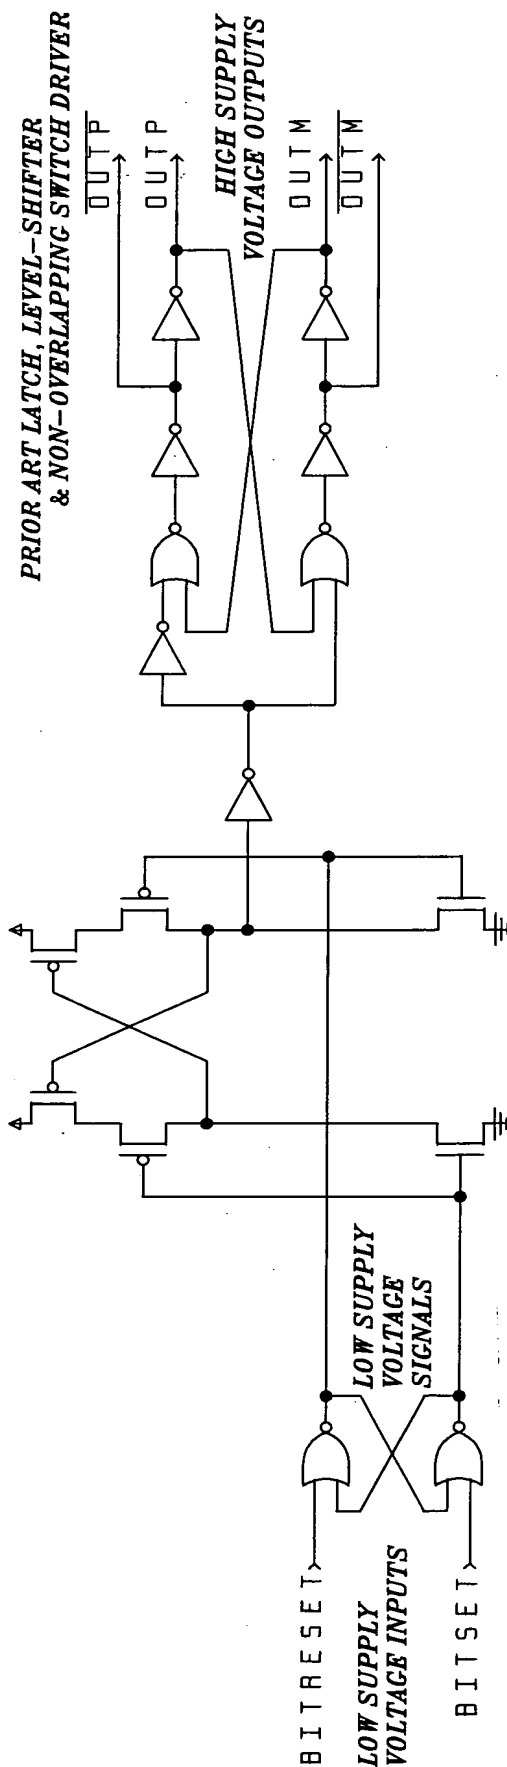 PRIOR ART LATCH, LEVEL-SHIFTER
& NON-OVERLAPPING SWITCH DRIVER
OUTP
OUTP
HIGH SUPPLY
VOLTAGE OUTPUTS
OUTM
OUTM
LOW SUPPLY
VOLTAGE
SIGNALS
BITRESET
LOW SUPPLY
VOLTAGE INPUTS
BITSET